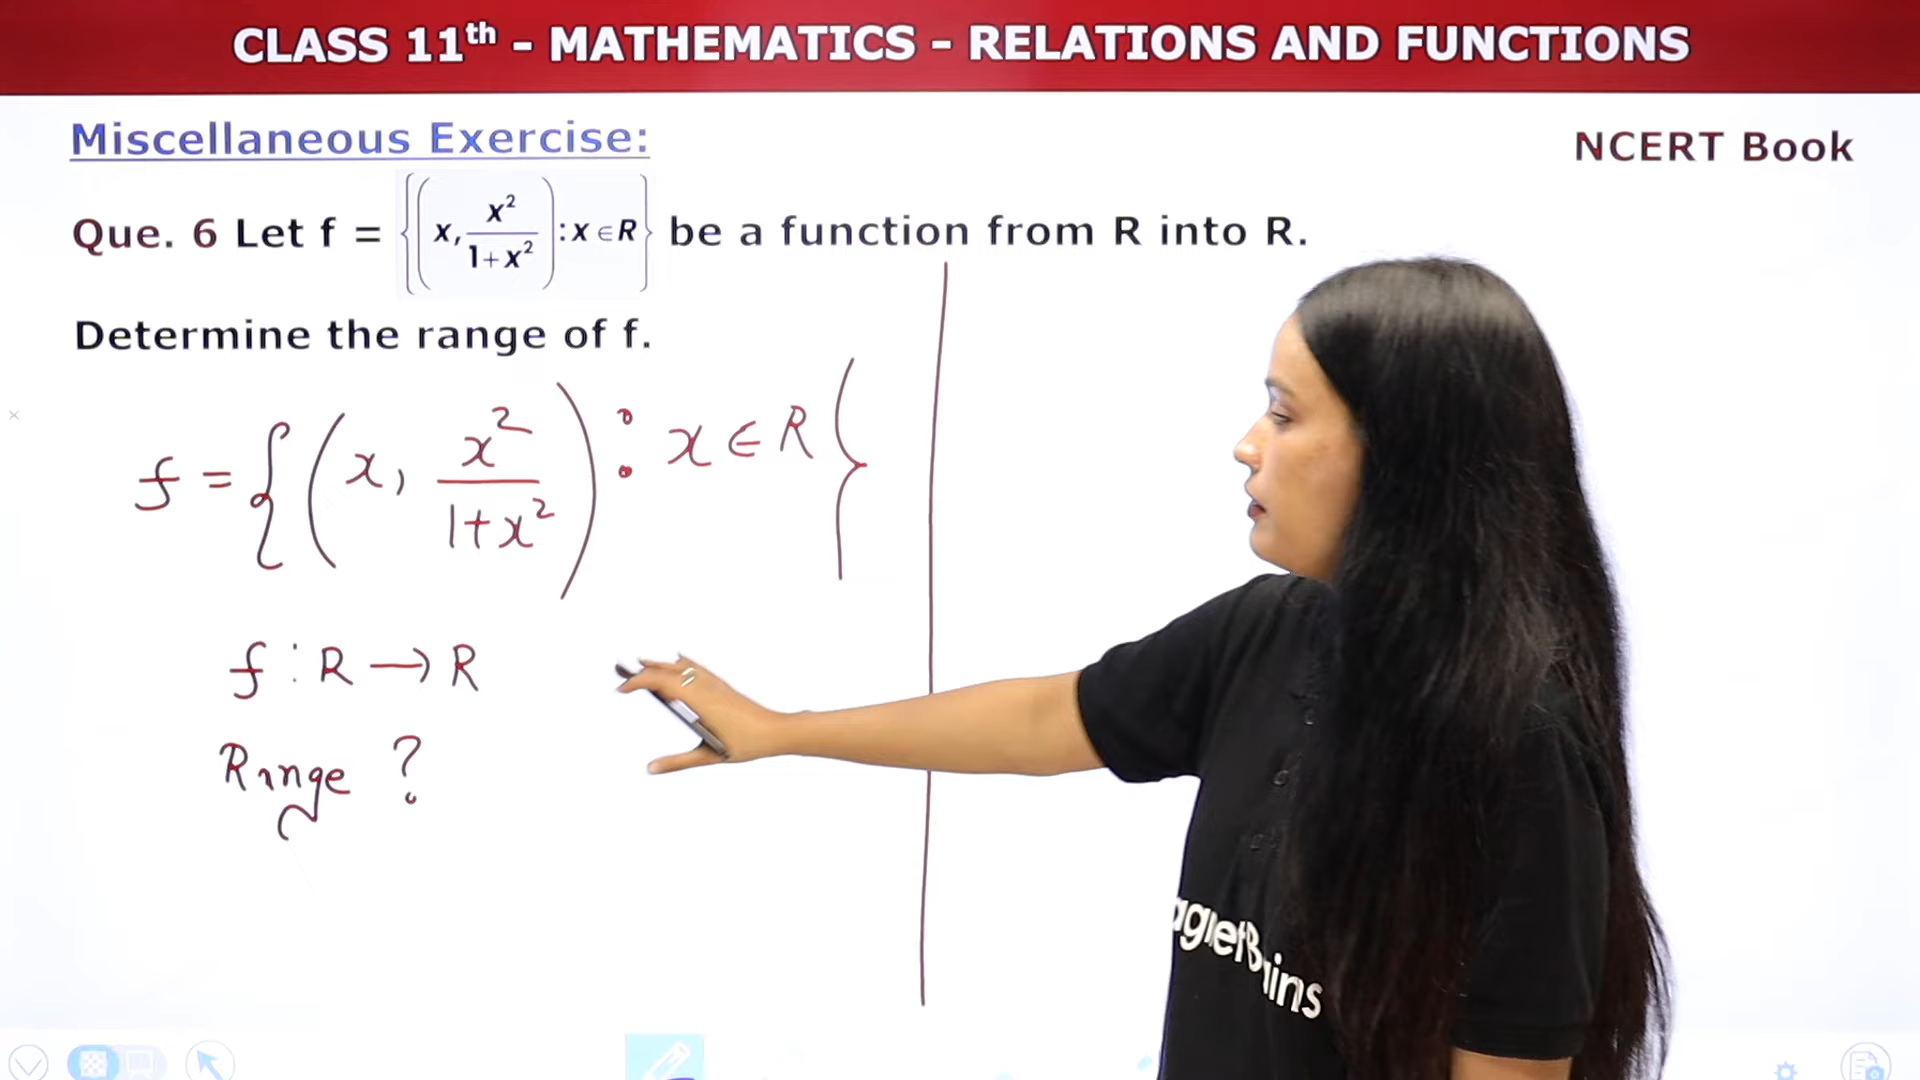 CLASS 11th - MATHEMATICS - RELATIONS AND FUNCTIONS
Miscellaneous Exercise:
NCERT Book
Que. 6 Let f = {(x, x²/1+x²) : x ∈ R} be a function from R into R.
Determine the range of f.
f = {(x, x²/1+x²) : x ∈ R}
f : R → R
Range ?
agnetBrains